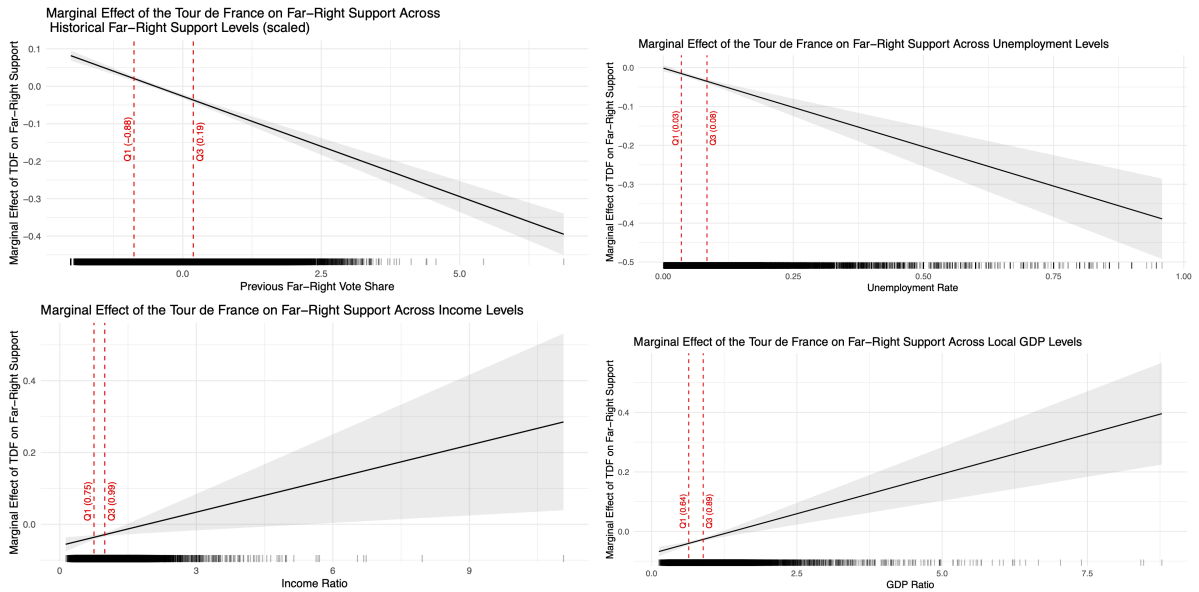 Marginal Effect of the Tour de France on Far−Right Support Across
Historical Far−Right Support Levels (scaled)
Marginal Effect of TDF on Far−Right Support
0.1
0.0
−0.1
−0.2
−0.3
−0.4
Q1 (−0.88)
Q3 (0.19)
0.0
2.5
5.0
Previous Far−Right Vote Share
Marginal Effect of the Tour de France on Far−Right Support Across Unemployment Levels
Marginal Effect of TDF on Far−Right Support
0.0
−0.1
−0.2
−0.3
−0.4
−0.5
Q1 (0.03)
Q3 (0.08)
0.00
0.25
0.50
0.75
1.00
Unemployment Rate
Marginal Effect of the Tour de France on Far−Right Support Across Income Levels
Marginal Effect of TDF on Far−Right Support
0.4
0.2
0.0
Q1 (0.75)
Q3 (0.99)
0
3
6
9
Income Ratio
Marginal Effect of the Tour de France on Far−Right Support Across Local GDP Levels
Marginal Effect of TDF on Far−Right Support
0.4
0.2
0.0
Q1 (0.64)
Q3 (0.89)
0.0
2.5
5.0
7.5
GDP Ratio